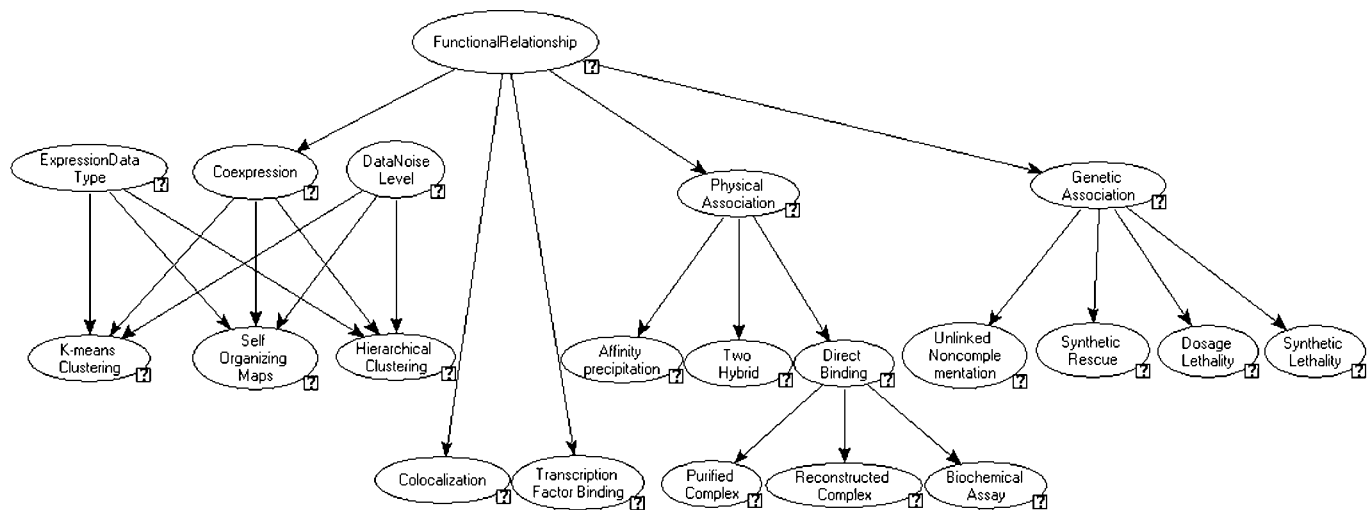 FunctionalRelationship
?
ExpressionData
Type
?
Coexpression
?
DataNoise
Level
?
Physical
Association
?
Genetic
Association
?
K-means
Clustering
?
Self
Organizing
Maps
?
Hierarchical
Clustering
?
Affinity
precipitation
?
Two
Hybrid
?
Direct
Binding
?
Unlinked
Noncomple
mentation
?
Synthetic
Rescue
?
Dosage
Lethality
?
Synthetic
Lethality
?
Colocalization
?
Transcription
Factor Binding
?
Purified
Complex
?
Reconstructed
Complex
?
Biochemical
Assay
?